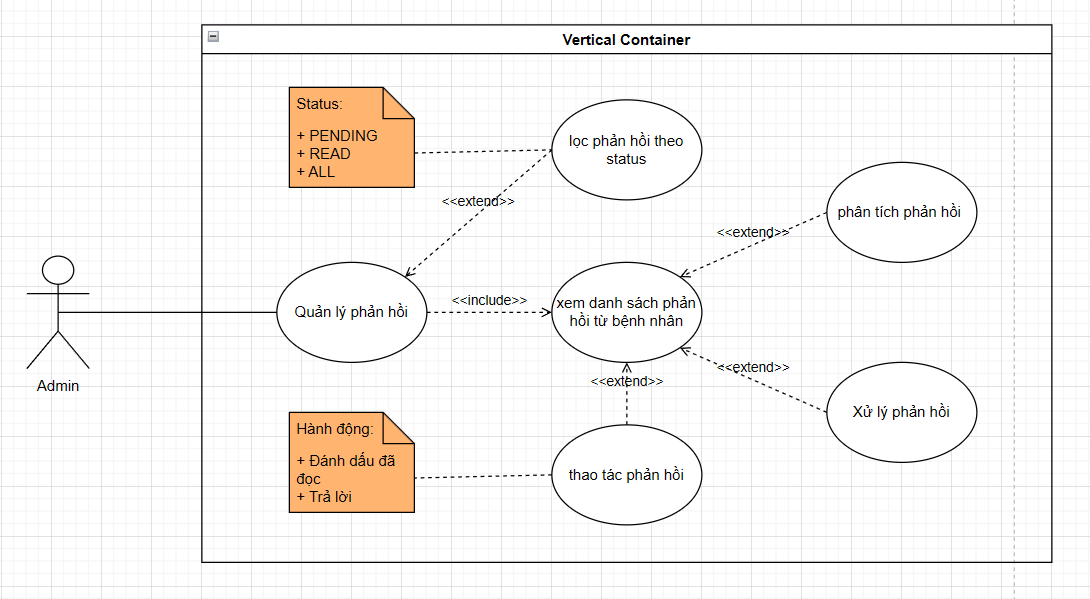 Vertical Container
Status:
+ PENDING
+ READ
+ ALL
lọc phản hồi theo
status
<<extend>>
phân tích phản hồi
<<extend>>
Quản lý phản hồi
<<include>>
xem danh sách phản
hồi từ bệnh nhân
<<extend>>
<<extend>>
Admin
Xử lý phản hồi
Hành động:
+ Đánh dấu đã
đọc
+ Trả lời
thao tác phản hồi